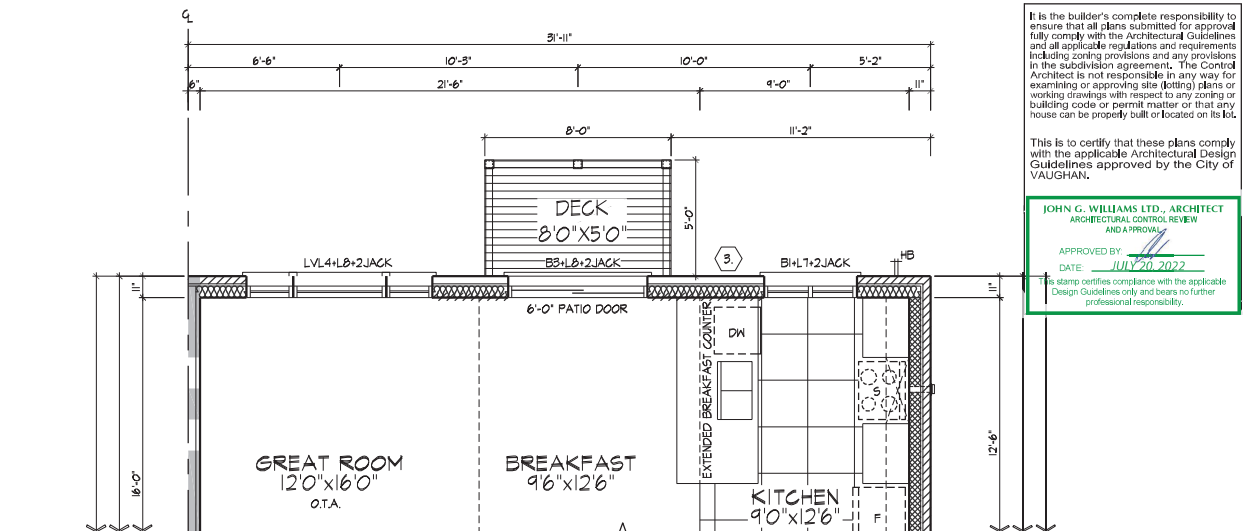 ℄
31'-11"
6'-6" 10'-3" 10'-0" 5'-2"
6" 21'-6" 9'-0" 11"
8'-0" 11'-2"
DECK
8'0"X5'0"
5'-0"
3.
HB
LVL4+L8+2JACK B3+L8+2JACK B1+L7+2JACK
11" 11"
6'-0" PATIO DOOR
EXTENDED BREAKFAST COUNTER
DW
S
GREAT ROOM
12'0"x16'0"
O.T.A.
BREAKFAST
9'6"x12'6"
KITCHEN
9'0"x12'6"
F
16'-0"
12'-6"
It is the builder's complete responsibility to
ensure that all plans submitted for approval
fully comply with the Architectural Guidelines
and all applicable regulations and requirements
including zoning provisions and any provisions
in the subdivision agreement. The Control
Architect is not responsible in any way for
examining or approving site (lotting) plans or
working drawings with respect to any zoning or
building code or permit matter or that any
house can be properly built or located on its lot.
This is to certify that these plans comply
with the applicable Architectural Design
Guidelines approved by the City of
VAUGHAN.
JOHN G. WILLIAMS LTD., ARCHITECT
ARCHITECTURAL CONTROL REVIEW
AND APPROVAL
APPROVED BY:
DATE: JULY 20, 2022
This stamp certifies compliance with the applicable
Design Guidelines only and bears no further
professional responsibility.